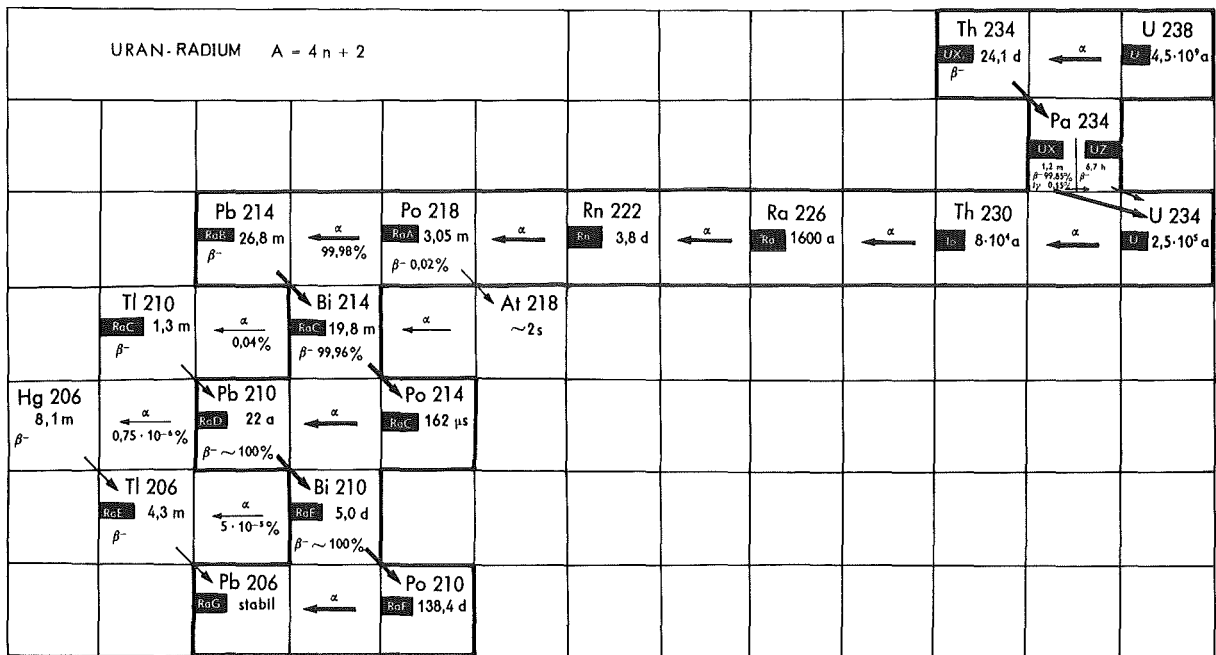 URAN-RADIUM A = 4n + 2
Th 234
UX 24,1 d
β⁻
α
U 238
U 4,5·10⁹ a
Pa 234
UX UZ
1,2 m 6,7 h
β⁻ 99,85% β⁻
Iγ 0,15%
Pb 214
RaB 26,8 m
β⁻
α
99,98%
Po 218
RaA 3,05 m
β⁻ 0,02%
α
Rn 222
Rn 3,8 d
α
Ra 226
Ra 1600 a
α
Th 230
Io 8·10⁴ a
α
U 234
U 2,5·10⁵ a
Tl 210
RaC 1,3 m
β⁻
α
0,04%
Bi 214
RaC 19,8 m
β⁻ 99,96%
α
At 218
~2 s
Hg 206
8,1 m
β⁻
α
0,75·10⁻⁶%
Pb 210
RaD 22 a
β⁻ ~ 100%
α
Po 214
RaC 162 µs
Tl 206
RaE 4,3 m
β⁻
α
5·10⁻⁵%
Bi 210
RaE 5,0 d
β⁻ ~ 100%
Pb 206
RaG stabil
α
Po 210
RaF 138,4 d